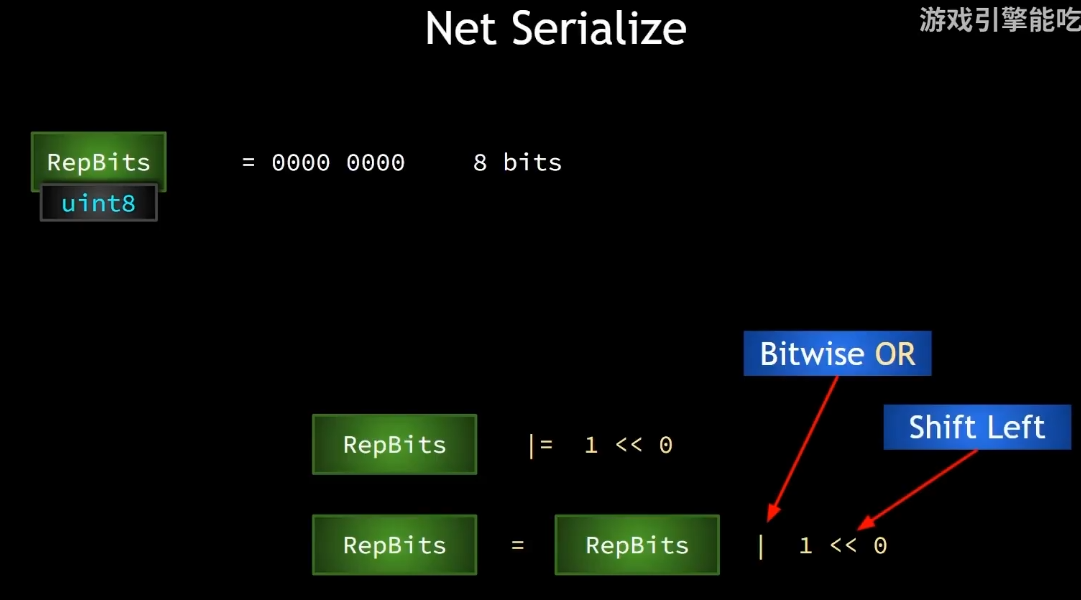 Net Serialize
游戏引擎能吃
RepBits = 0000 0000 8 bits
uint8
Bitwise OR
Shift Left
RepBits |= 1 << 0
RepBits = RepBits | 1 << 0